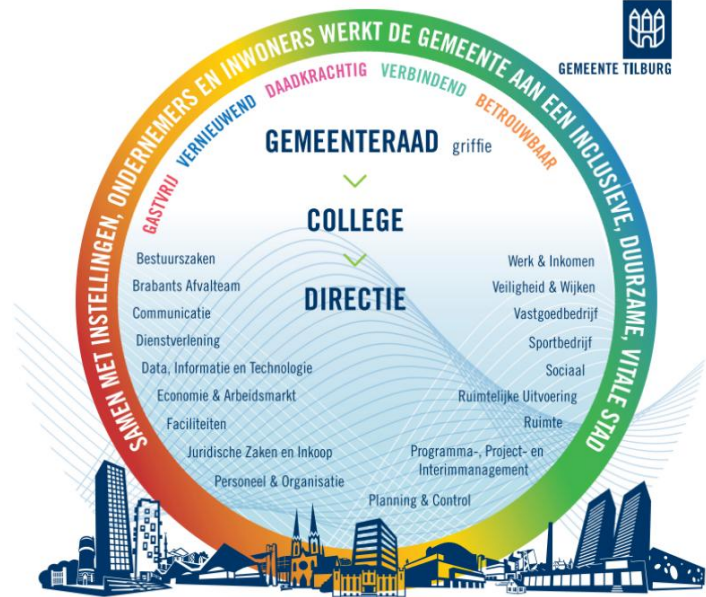 SAMEN MET INSTELLINGEN, ONDERNEMERS EN INWONERS WERKT DE GEMEENTE AAN EEN INCLUSIEVE, DUURZAME, VITALE STAD
GEMEENTE TILBURG
GASTVRIJ
VERNIEUWEND
DAADKRACHTIG
VERBINDEND
BETROUWBAAR
GEMEENTERAAD griffie
COLLEGE
DIRECTIE
Bestuurszaken
Brabants Afvalteam
Communicatie
Dienstverlening
Data, Informatie en Technologie
Economie & Arbeidsmarkt
Faciliteiten
Juridische Zaken en Inkoop
Personeel & Organisatie
Planning & Control
Werk & Inkomen
Veiligheid & Wijken
Vastgoedbedrijf
Sportbedrijf
Sociaal
Ruimtelijke Uitvoering
Ruimte
Programma-, Project- en
Interimmanagement